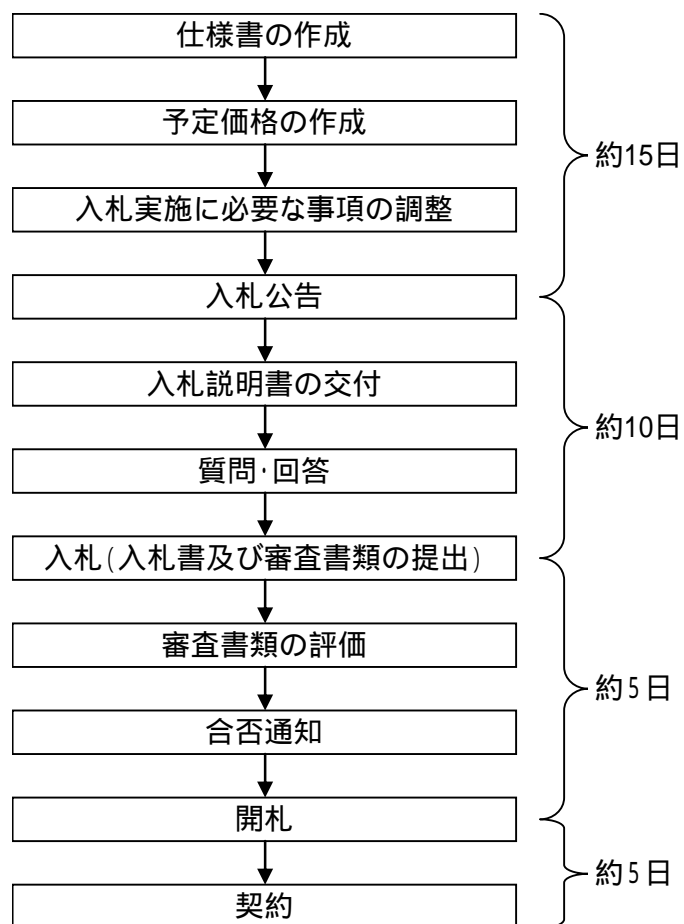 仕様書の作成
予定価格の作成
約15日
入札実施に必要な事項の調整
入札公告
入札説明書の交付
約10日
質問・回答
入札(入札書及び審査書類の提出)
審査書類の評価
約5日
合否通知
開札
約5日
契約